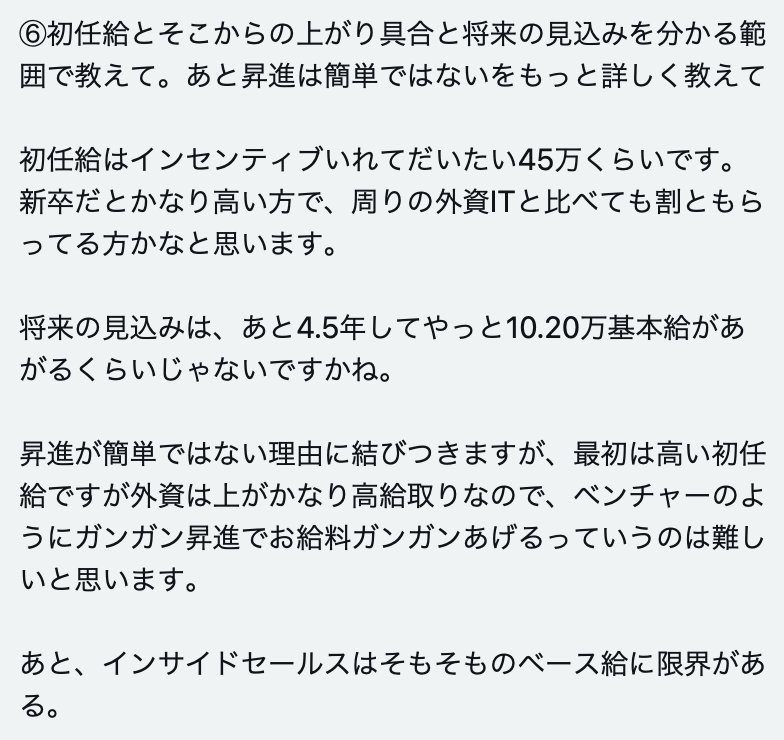 ⑥初任給とそこからの上がり具合と将来の見込みを分かる範
囲で教えて。あと昇進は簡単ではないをもっと詳しく教えて
初任給はインセンティブいれてだいたい45万くらいです。
新卒だとかなり高い方で、周りの外資ITと比べても割ともら
ってる方かなと思います。
将来の見込みは、あと4.5年してやっと10.20万基本給があ
がるくらいじゃないですかね。
昇進が簡単ではない理由に結びつきますが、最初は高い初任
給ですが外資は上がかなり高給取りなので、ベンチャーのよ
うにガンガン昇進でお給料ガンガンあげるっていうのは難し
いと思います。
あと、インサイドセールスはそもそものベース給に限界があ
る。